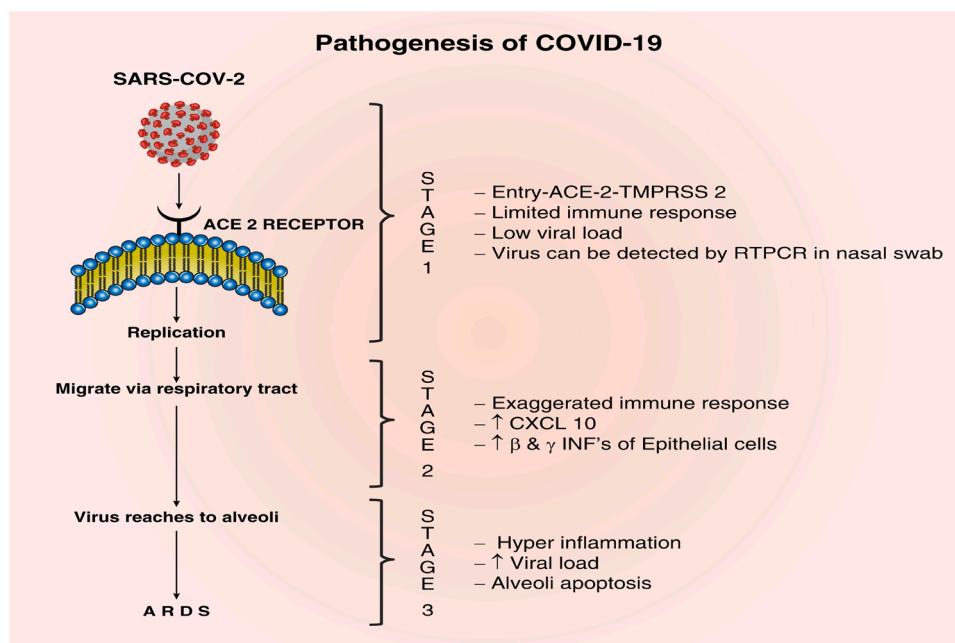 Pathogenesis of COVID-19
SARS-COV-2
ACE 2 RECEPTOR
Replication
STAGE
1
– Entry-ACE-2-TMPRSS 2
– Limited immune response
– Low viral load
– Virus can be detected by RTPCR in nasal swab
Migrate via respiratory tract
STAGE
2
– Exaggerated immune response
– ↑ CXCL 10
– ↑ β & γ INF's of Epithelial cells
Virus reaches to alveoli
A R D S
STAGE
3
– Hyper inflammation
– ↑ Viral load
– Alveoli apoptosis